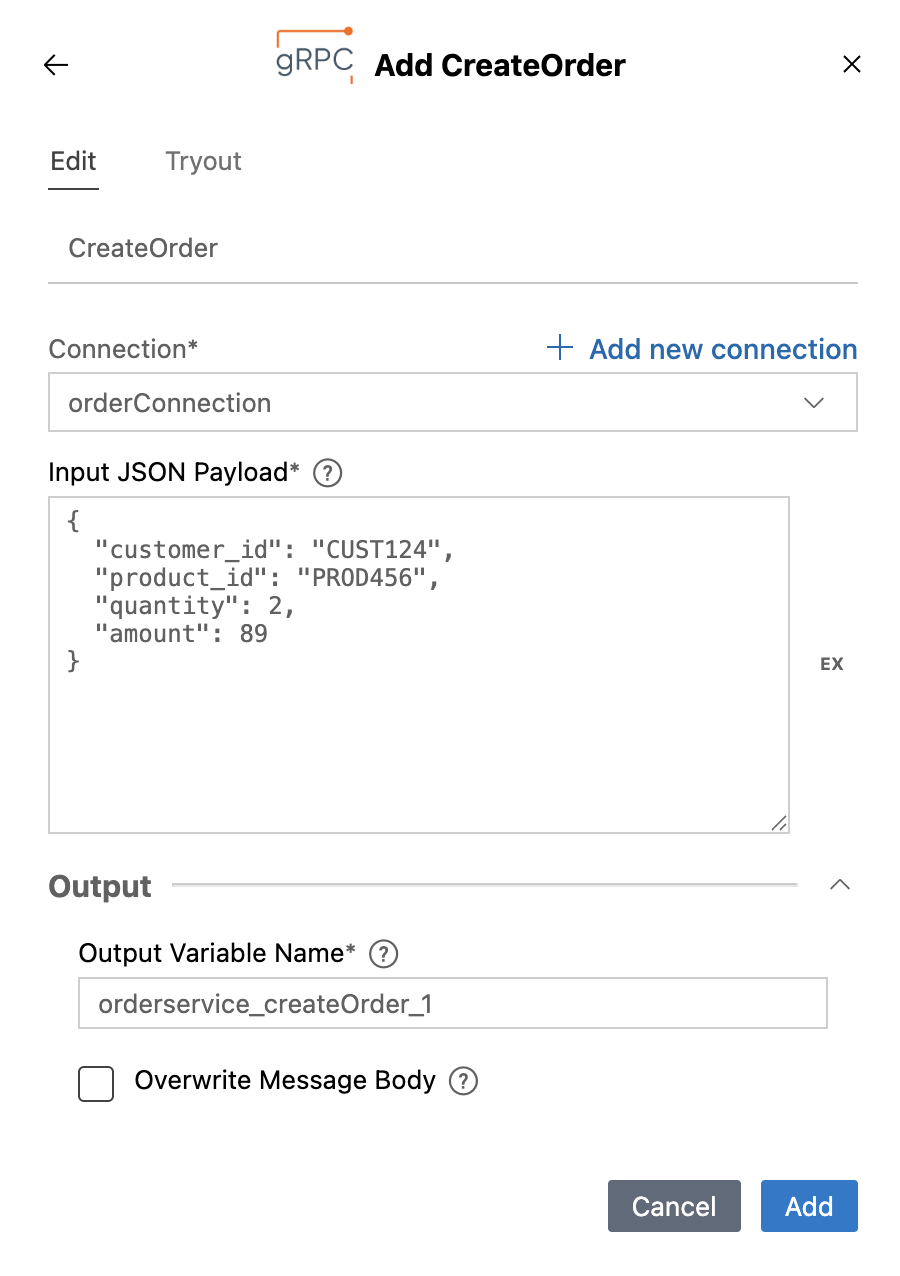 gRPC Add CreateOrder
Edit Tryout
CreateOrder
Connection* + Add new connection
orderConnection
Input JSON Payload* ?
{
  "customer_id": "CUST124",
  "product_id": "PROD456",
  "quantity": 2,
  "amount": 89
}
EX
Output
Output Variable Name* ?
orderservice_createOrder_1
Overwrite Message Body ?
Cancel Add